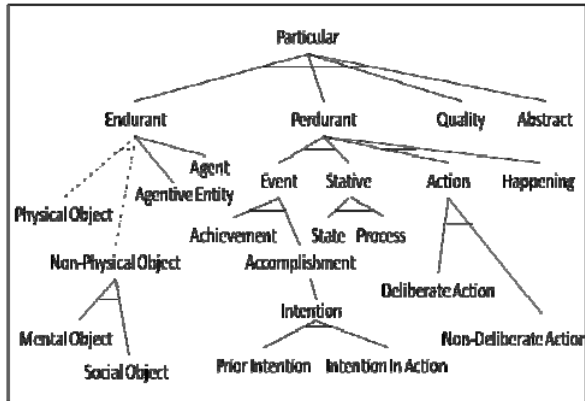 Particular
Endurant Perdurant Quality Abstract
Agent Event Stative Action Happening
Physical Object Agentive Entity
Achievement State Process
Non-Physical Object Accomplishment
Deliberate Action
Intention
Mental Object Non-Deliberate Action
Social Object Prior Intention Intention In Action